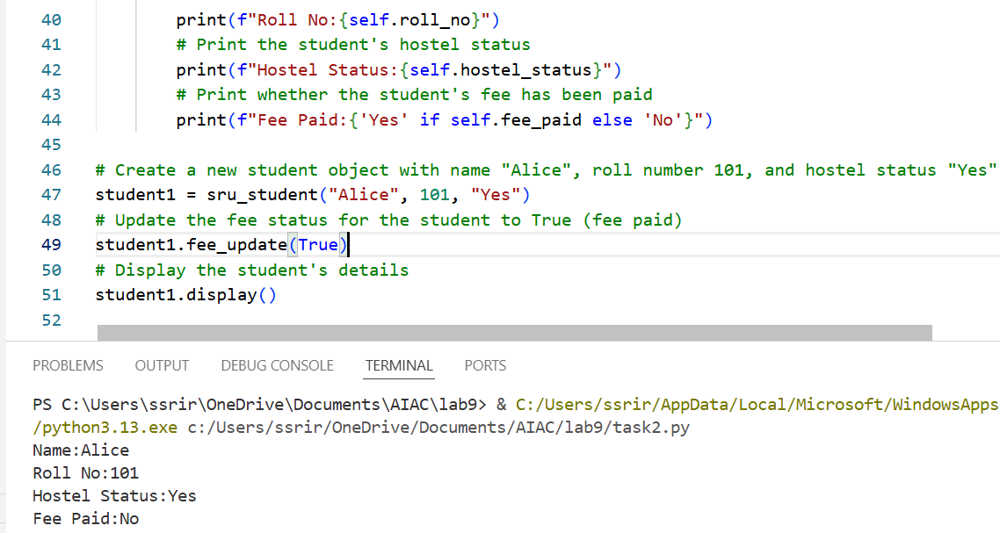 40 print(f"Roll No:{self.roll_no}")
41 # Print the student's hostel status
42 print(f"Hostel Status:{self.hostel_status}")
43 # Print whether the student's fee has been paid
44 print(f"Fee Paid:{'Yes' if self.fee_paid else 'No'}")
45
46 # Create a new student object with name "Alice", roll number 101, and hostel status "Yes"
47 student1 = sru_student("Alice", 101, "Yes")
48 # Update the fee status for the student to True (fee paid)
49 student1.fee_update(True)
50 # Display the student's details
51 student1.display()
52
PROBLEMS OUTPUT DEBUG CONSOLE TERMINAL PORTS
PS C:\Users\ssrir\OneDrive\Documents\AIAC\lab9> & C:/Users/ssrir/AppData/Local/Microsoft/WindowsApps
/python3.13.exe c:/Users/ssrir/OneDrive/Documents/AIAC/lab9/task2.py
Name:Alice
Roll No:101
Hostel Status:Yes
Fee Paid:No